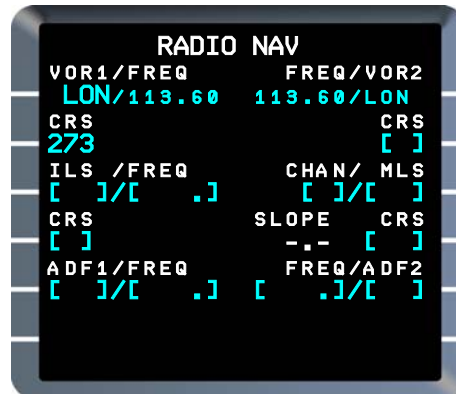 RADIO NAV
VOR1/FREQ FREQ/VOR2
LON/113.60 113.60/LON
CRS CRS
273 [ ]
ILS /FREQ CHAN/ MLS
[ ]/[ .] [ ]/[ ]
CRS SLOPE CRS
[ ] -.- [ ]
ADF1/FREQ FREQ/ADF2
[ ]/[ .] [ .]/[ ]